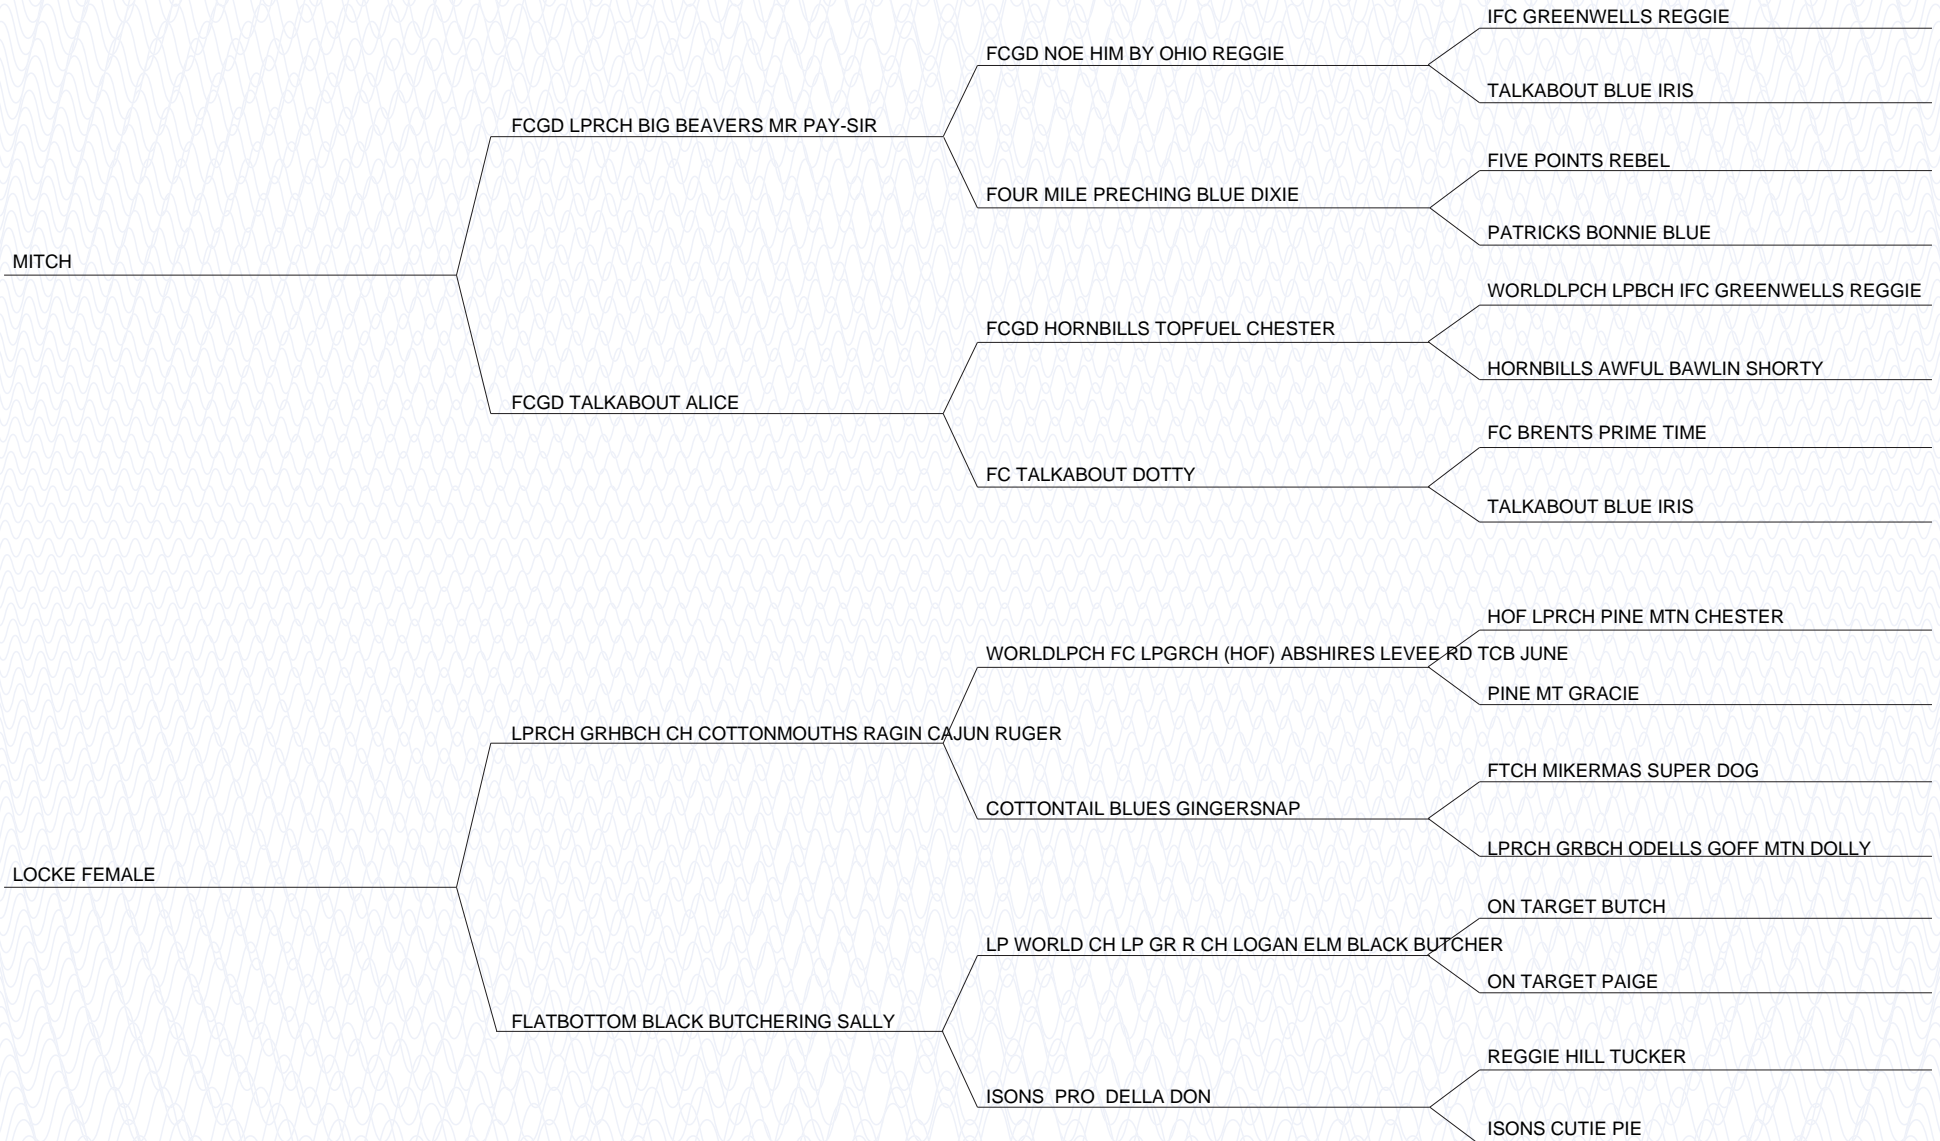 IFC GREENWELLS REGGIE
FCGD NOE HIM BY OHIO REGGIE
TALKABOUT BLUE IRIS
FCGD LPRCH BIG BEAVERS MR PAY-SIR
FIVE POINTS REBEL
FOUR MILE PRECHING BLUE DIXIE
PATRICKS BONNIE BLUE
MITCH
WORLDLPCH LPBCH IFC GREENWELLS REGGIE
FCGD HORNBILLS TOPFUEL CHESTER
HORNBILLS AWFUL BAWLIN SHORTY
FCGD TALKABOUT ALICE
FC BRENTS PRIME TIME
FC TALKABOUT DOTTY
TALKABOUT BLUE IRIS
HOF LPRCH PINE MTN CHESTER
WORLDLPCH FC LPGRCH (HOF) ABSHIRES LEVEE RD TCB JUNE
PINE MT GRACIE
LPRCH GRHBCH CH COTTONMOUTHS RAGIN CAJUN RUGER
FTCH MIKERMAS SUPER DOG
COTTONTAIL BLUES GINGERSNAP
LPRCH GRBCH ODELLS GOFF MTN DOLLY
LOCKE FEMALE
ON TARGET BUTCH
LP WORLD CH LP GR R CH LOGAN ELM BLACK BUTCHER
ON TARGET PAIGE
FLATBOTTOM BLACK BUTCHERING SALLY
REGGIE HILL TUCKER
ISONS  PRO  DELLA DON
ISONS CUTIE PIE